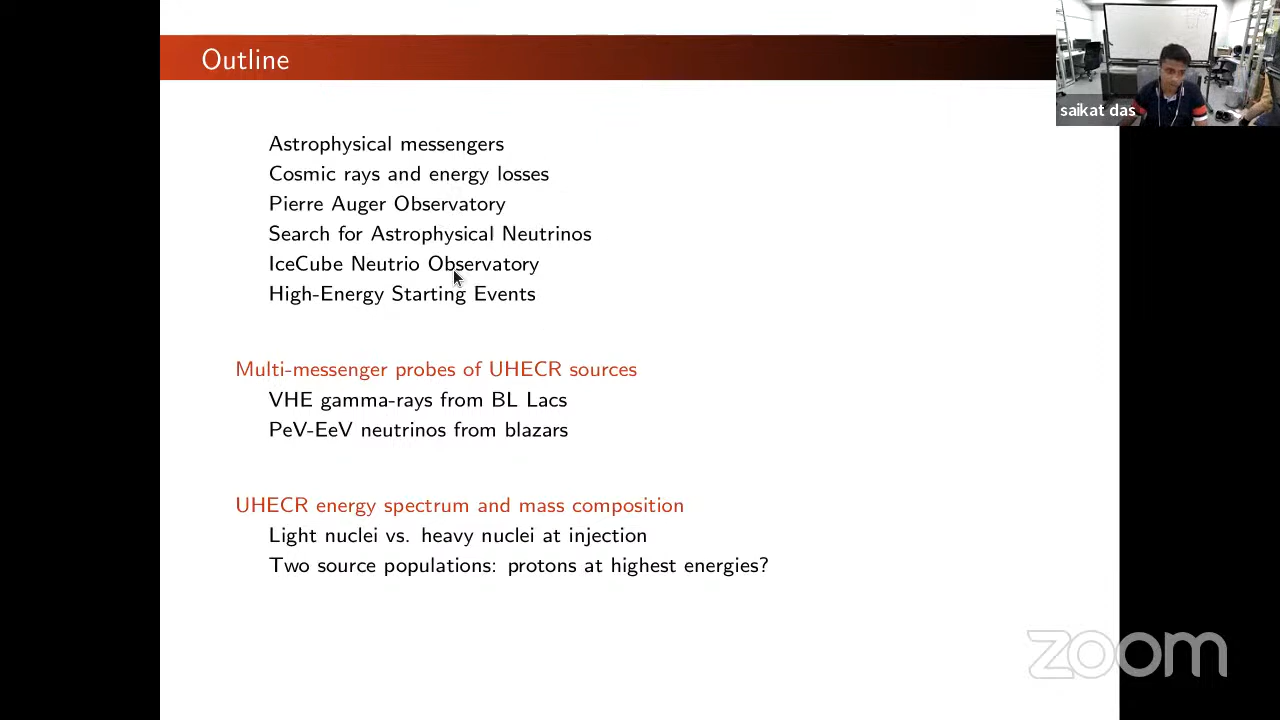 Outline
saikat das
Astrophysical messengers
Cosmic rays and energy losses
Pierre Auger Observatory
Search for Astrophysical Neutrinos
IceCube Neutrio Observatory
High-Energy Starting Events
Multi-messenger probes of UHECR sources
VHE gamma-rays from BL Lacs
PeV-EeV neutrinos from blazars
UHECR energy spectrum and mass composition
Light nuclei vs. heavy nuclei at injection
Two source populations: protons at highest energies?
zoom